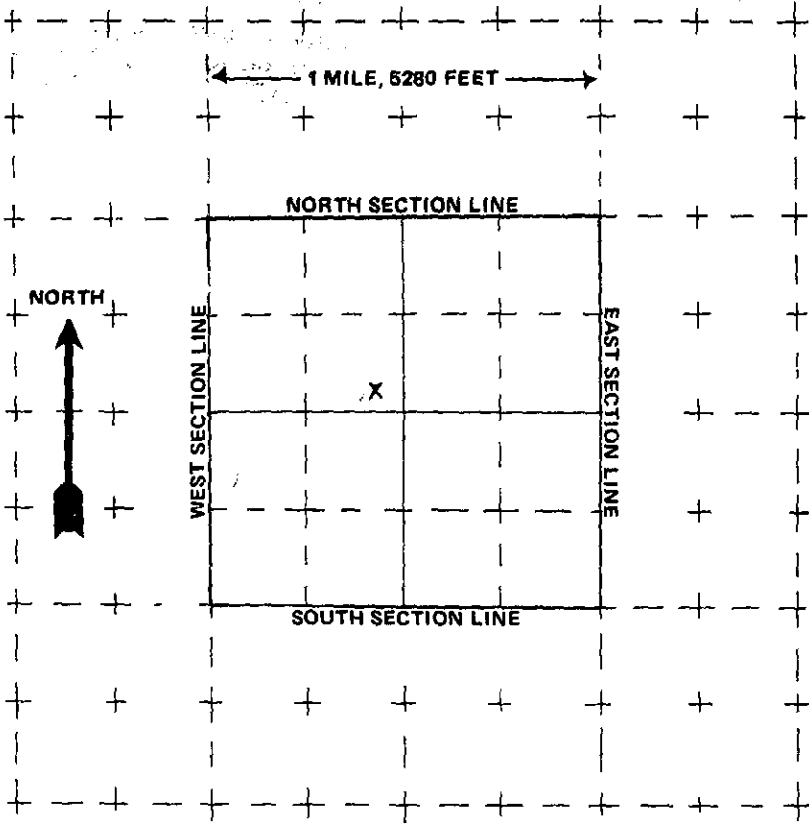 1 MILE, 5280 FEET
NORTH SECTION LINE
NORTH
WEST SECTION LINE
EAST SECTION LINE
X
SOUTH SECTION LINE